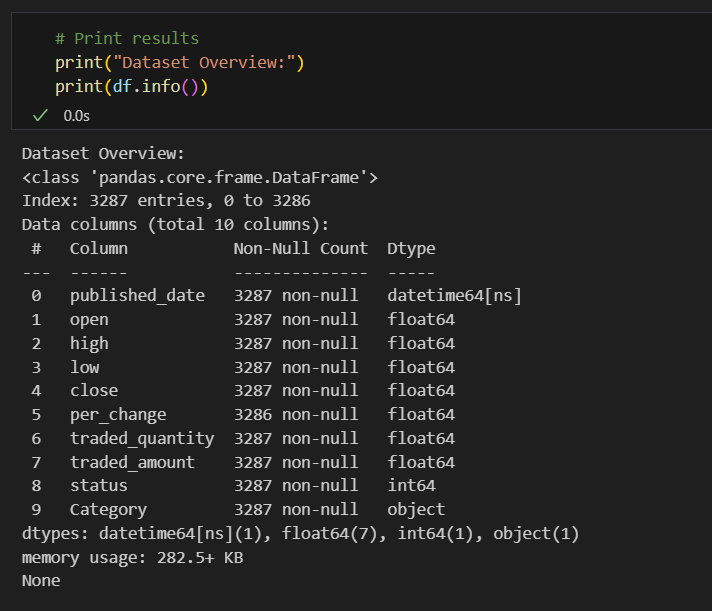 # Print results
print("Dataset Overview:")
print(df.info())
0.0s
Dataset Overview:
<class 'pandas.core.frame.DataFrame'>
Index: 3287 entries, 0 to 3286
Data columns (total 10 columns):
 #   Column           Non-Null Count  Dtype
---  ------           --------------  -----
 0   published_date   3287 non-null   datetime64[ns]
 1   open             3287 non-null   float64
 2   high             3287 non-null   float64
 3   low              3287 non-null   float64
 4   close            3287 non-null   float64
 5   per_change       3286 non-null   float64
 6   traded_quantity  3287 non-null   float64
 7   traded_amount    3287 non-null   float64
 8   status           3287 non-null   int64
 9   Category         3287 non-null   object
dtypes: datetime64[ns](1), float64(7), int64(1), object(1)
memory usage: 282.5+ KB
None